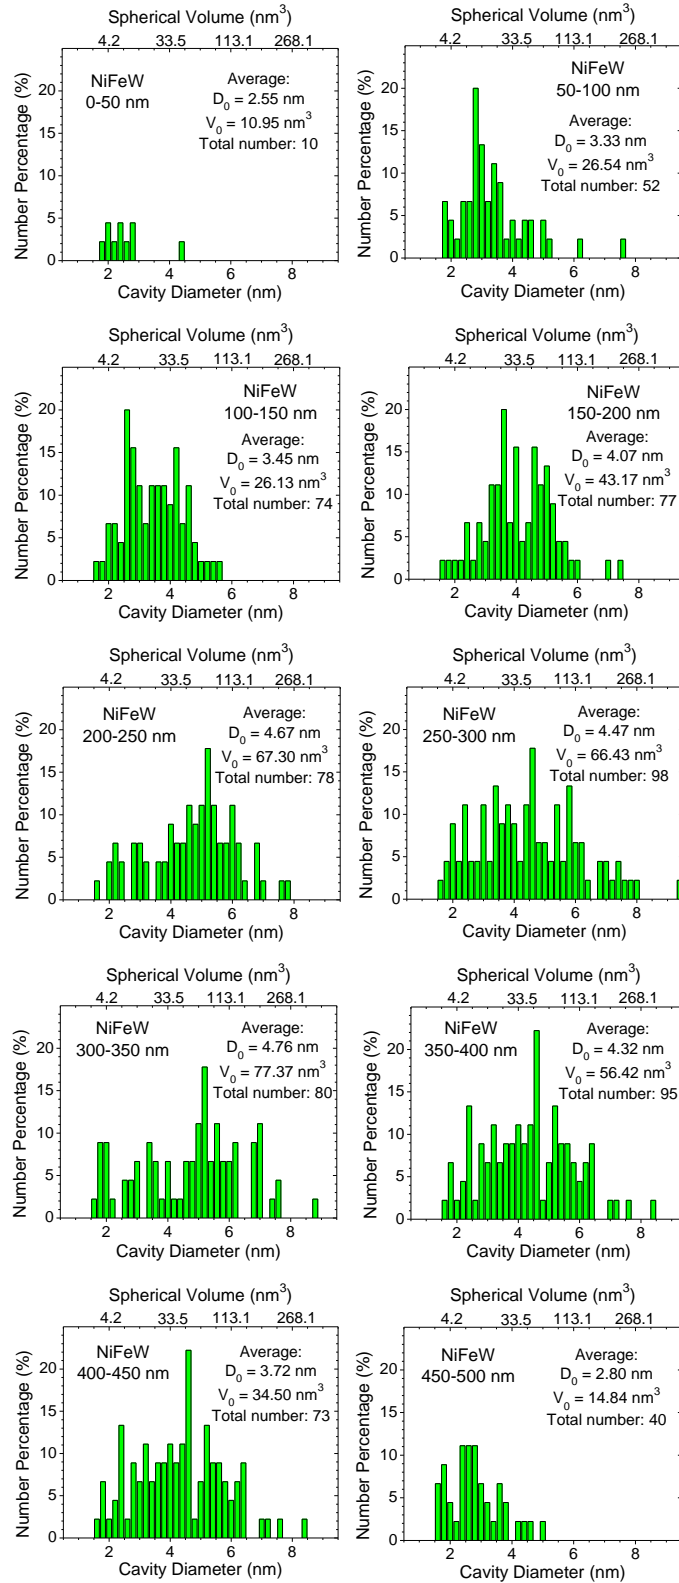 Spherical Volume (nm³)
4.2 33.5 113.1 268.1
NiFeW
0-50 nm
Average:
D₀ = 2.55 nm
V₀ = 10.95 nm³
Total number: 10
Number Percentage (%)
20
15
10
5
0
2 4 6 8
Cavity Diameter (nm)
Spherical Volume (nm³)
4.2 33.5 113.1 268.1
NiFeW
50-100 nm
Average:
D₀ = 3.33 nm
V₀ = 26.54 nm³
Total number: 52
Number Percentage (%)
20
15
10
5
0
2 4 6 8
Cavity Diameter (nm)
Spherical Volume (nm³)
4.2 33.5 113.1 268.1
NiFeW
100-150 nm
Average:
D₀ = 3.45 nm
V₀ = 26.13 nm³
Total number: 74
Number Percentage (%)
20
15
10
5
0
2 4 6 8
Cavity Diameter (nm)
Spherical Volume (nm³)
4.2 33.5 113.1 268.1
NiFeW
150-200 nm
Average:
D₀ = 4.07 nm
V₀ = 43.17 nm³
Total number: 77
Number Percentage (%)
20
15
10
5
0
2 4 6 8
Cavity Diameter (nm)
Spherical Volume (nm³)
4.2 33.5 113.1 268.1
NiFeW
200-250 nm
Average:
D₀ = 4.67 nm
V₀ = 67.30 nm³
Total number: 78
Number Percentage (%)
20
15
10
5
0
2 4 6 8
Cavity Diameter (nm)
Spherical Volume (nm³)
4.2 33.5 113.1 268.1
NiFeW
250-300 nm
Average:
D₀ = 4.47 nm
V₀ = 66.43 nm³
Total number: 98
Number Percentage (%)
20
15
10
5
0
2 4 6 8
Cavity Diameter (nm)
Spherical Volume (nm³)
4.2 33.5 113.1 268.1
NiFeW
300-350 nm
Average:
D₀ = 4.76 nm
V₀ = 77.37 nm³
Total number: 80
Number Percentage (%)
20
15
10
5
0
2 4 6 8
Cavity Diameter (nm)
Spherical Volume (nm³)
4.2 33.5 113.1 268.1
NiFeW
350-400 nm
Average:
D₀ = 4.32 nm
V₀ = 56.42 nm³
Total number: 95
Number Percentage (%)
20
15
10
5
0
2 4 6 8
Cavity Diameter (nm)
Spherical Volume (nm³)
4.2 33.5 113.1 268.1
NiFeW
400-450 nm
Average:
D₀ = 3.72 nm
V₀ = 34.50 nm³
Total number: 73
Number Percentage (%)
20
15
10
5
0
2 4 6 8
Cavity Diameter (nm)
Spherical Volume (nm³)
4.2 33.5 113.1 268.1
NiFeW
450-500 nm
Average:
D₀ = 2.80 nm
V₀ = 14.84 nm³
Total number: 40
Number Percentage (%)
20
15
10
5
0
2 4 6 8
Cavity Diameter (nm)